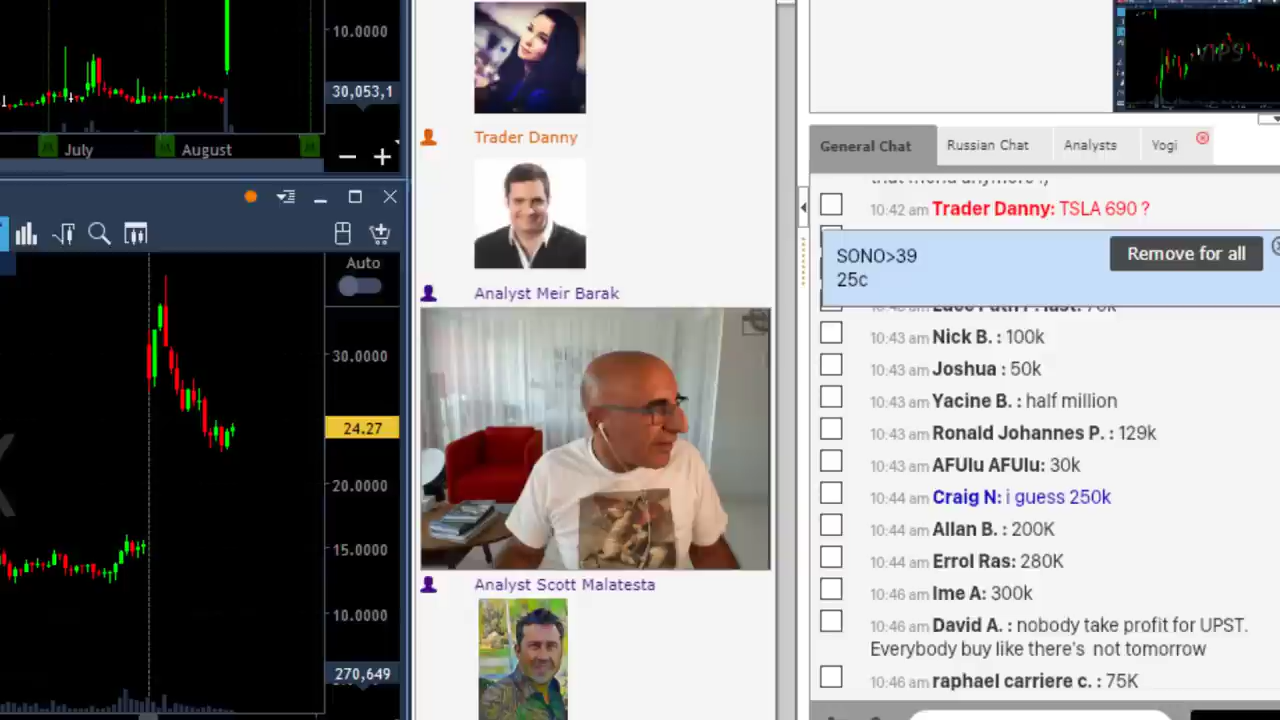 10.0000
30,053,1
July
August
Auto
30.0000
24.27
20.0000
15.0000
10.0000
270,649
Trader Danny
Analyst Meir Barak
Analyst Scott Malatesta
General Chat
Russian Chat
Analysts
Yogi
10:42 am Trader Danny: TSLA 690 ?
SONO>39
25c
Remove for all
10:43 am Nick B. : 100k
10:43 am Joshua : 50k
10:43 am Yacine B. : half million
10:43 am Ronald Johannes P. : 129k
10:43 am AFUlu AFUlu: 30k
10:44 am Craig N: i guess 250k
10:44 am Allan B. : 200K
10:44 am Errol Ras: 280K
10:46 am Ime A: 300k
10:46 am David A. : nobody take profit for UPST.
Everybody buy like there's not tomorrow
10:46 am raphael carriere c. : 75K